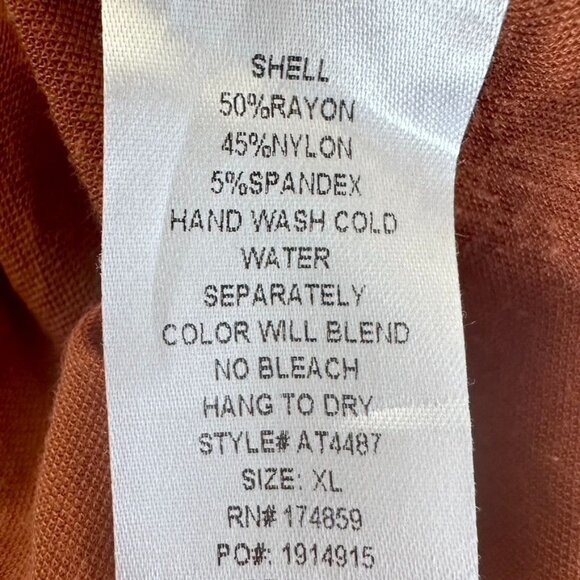 SHELL
50%RAYON
45%NYLON
5%SPANDEX
HAND WASH COLD
WATER
SEPARATELY
COLOR WILL BLEND
NO BLEACH
HANG TO DRY
STYLE# AT4487
SIZE: XL
RN# 174859
PO#: 1914915